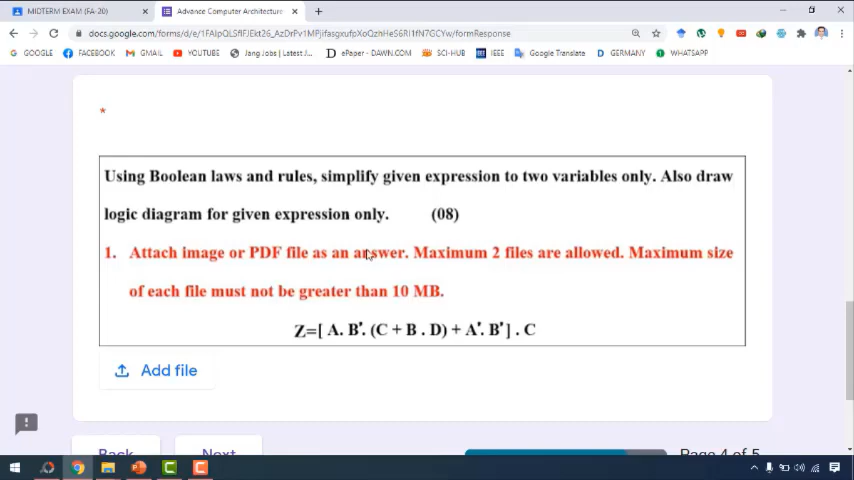 MIDTERM EXAM (FA-20)
Advance Computer Architecture
docs.google.com/forms/d/e/1FAIpQLSflFJEkt26_AzDrPv1MPjifasgxupfpXoQzhHeS6Rl1fN7GCYw/formResponse
GOOGLE FACEBOOK GMAIL YOUTUBE Jang Jobs | Latest J... ePaper - DAWN.COM SCI-HUB IEEE Google Translate GERMANY WHATSAPP
*
Using Boolean laws and rules, simplify given expression to two variables only. Also draw
logic diagram for given expression only. (08)
1. Attach image or PDF file as an answer. Maximum 2 files are allowed. Maximum size
of each file must not be greater than 10 MB.
Z=[ A. B'. (C + B . D) + A'. B' ] . C
Add file
Back Next Page 4 of 5